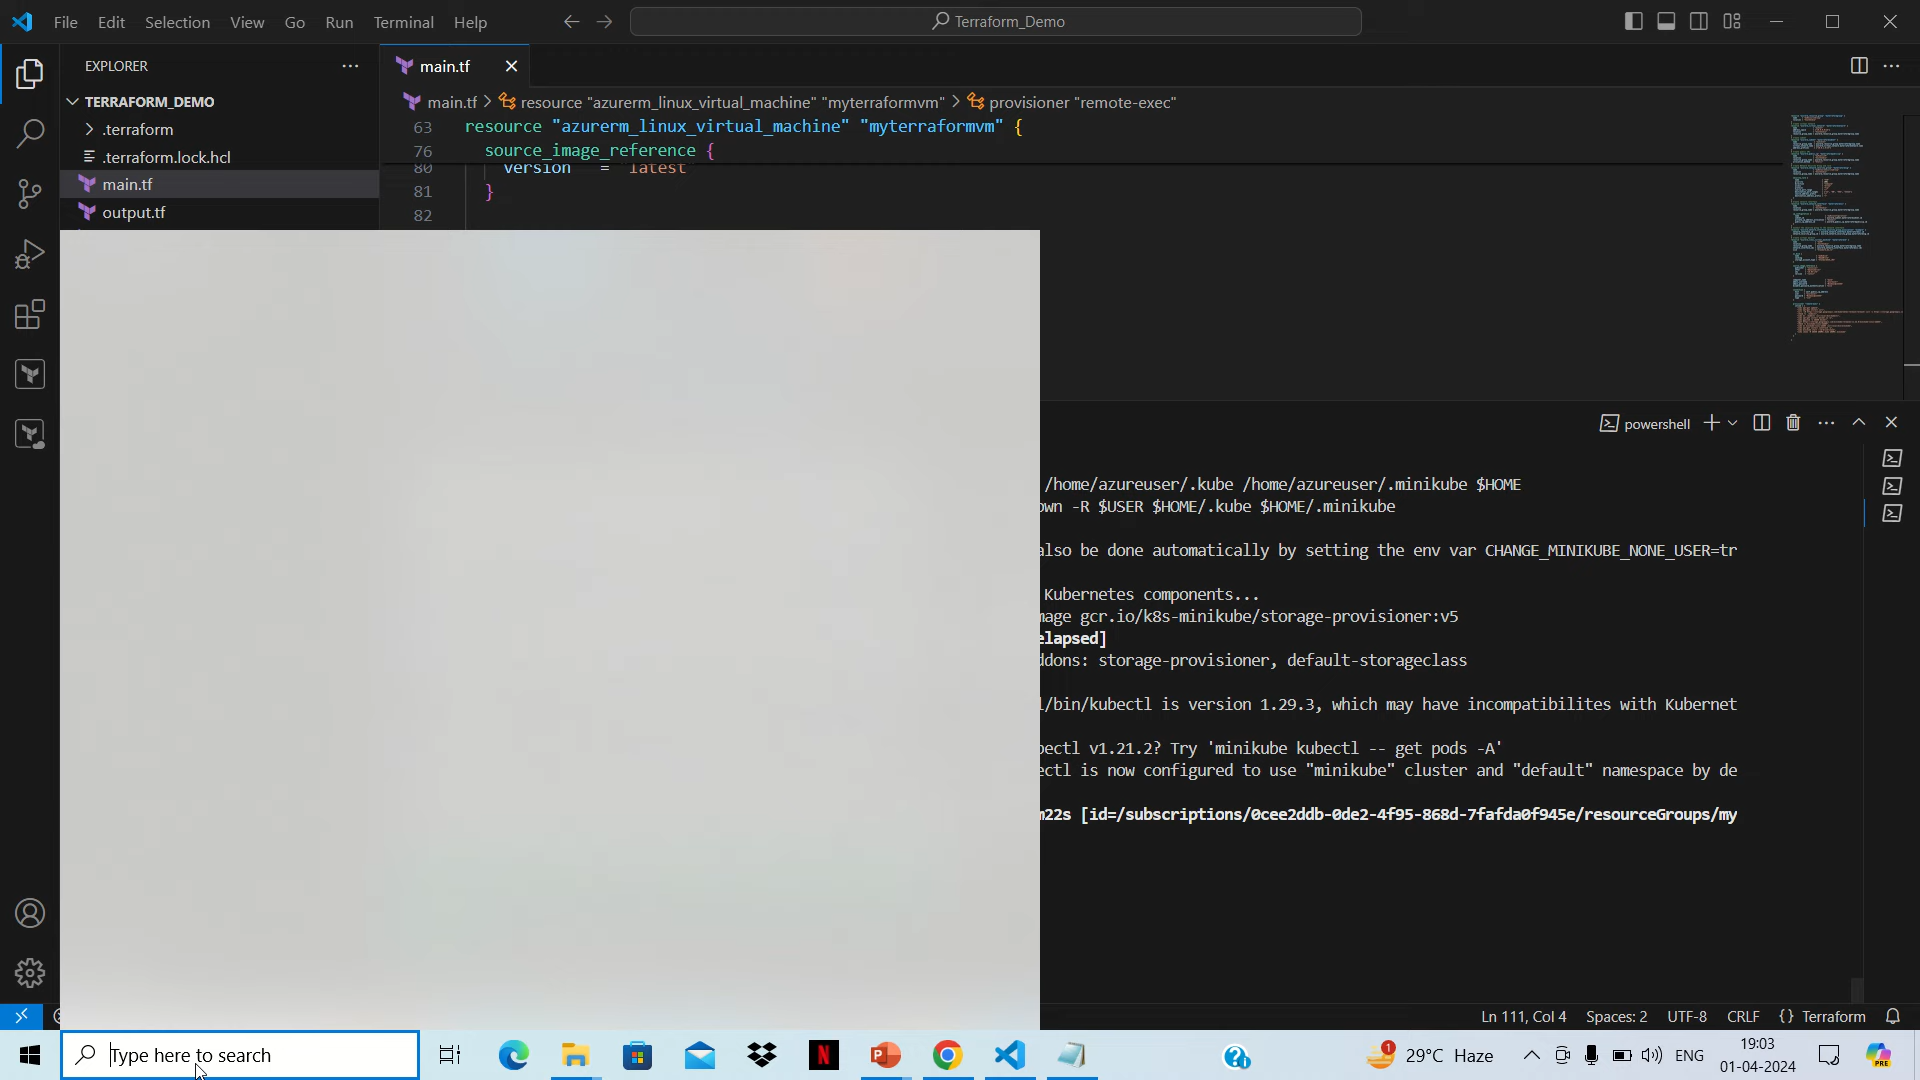 File Edit Selection View Go Run Terminal Help
Terraform_Demo
EXPLORER
main.tf
TERRAFORM_DEMO
.terraform
.terraform.lock.hcl
main.tf
output.tf
main.tf > resource "azurerm_linux_virtual_machine" "myterraformvm" > provisioner "remote-exec"
63 resource "azurerm_linux_virtual_machine" "myterraformvm" {
76 source_image_reference {
80 version = "latest"
81 }
82
powershell
/home/azureuser/.kube /home/azureuser/.minikube $HOME
own -R $USER $HOME/.kube $HOME/.minikube
also be done automatically by setting the env var CHANGE_MINIKUBE_NONE_USER=tr
Kubernetes components...
mage gcr.io/k8s-minikube/storage-provisioner:v5
elapsed]
ddons: storage-provisioner, default-storageclass
l/bin/kubectl is version 1.29.3, which may have incompatibilites with Kubernet
bectl v1.21.2? Try 'minikube kubectl -- get pods -A'
ectl is now configured to use "minikube" cluster and "default" namespace by de
m22s [id=/subscriptions/0cee2ddb-0de2-4f95-868d-7fafda0f945e/resourceGroups/my
Ln 111, Col 4 Spaces: 2 UTF-8 CRLF {} Terraform
Type here to search
29°C Haze
ENG
19:03
01-04-2024